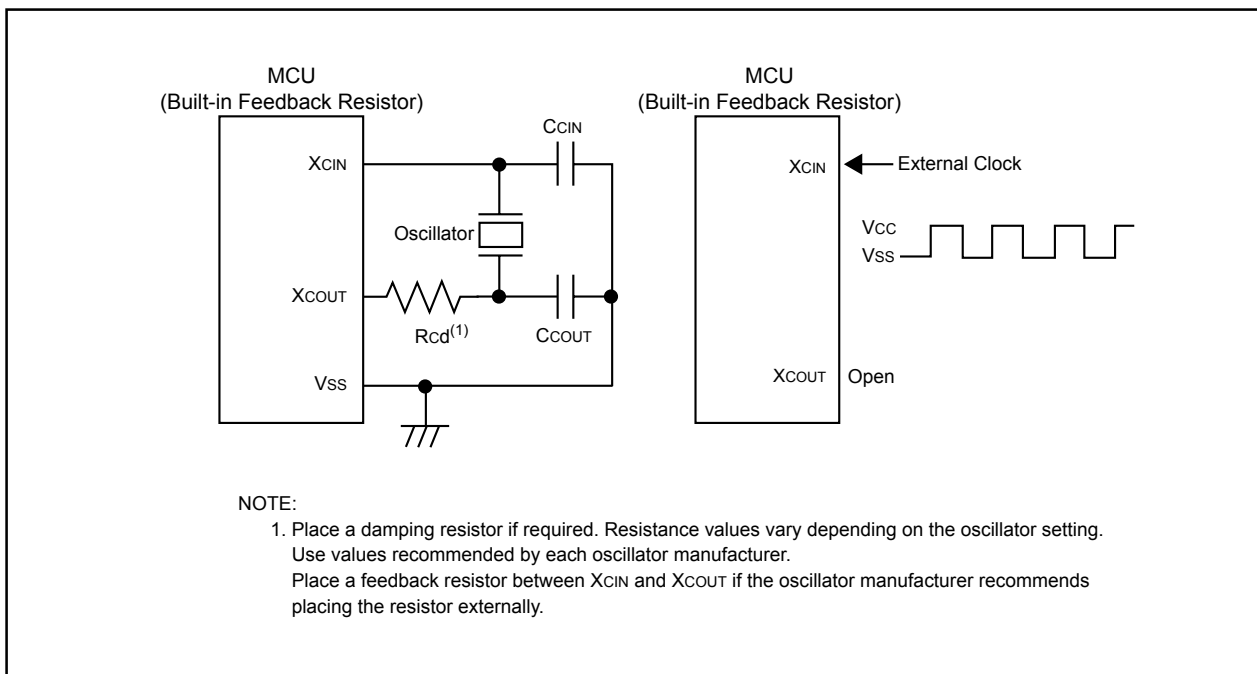 MCU
(Built-in Feedback Resistor)
XCIN
CCIN
Oscillator
XCOUT
Rcd(1)
CCOUT
VSS
MCU
(Built-in Feedback Resistor)
XCIN
External Clock
VCC
VSS
XCOUT
Open
NOTE:
1. Place a damping resistor if required. Resistance values vary depending on the oscillator setting.
Use values recommended by each oscillator manufacturer.
Place a feedback resistor between XCIN and XCOUT if the oscillator manufacturer recommends
placing the resistor externally.